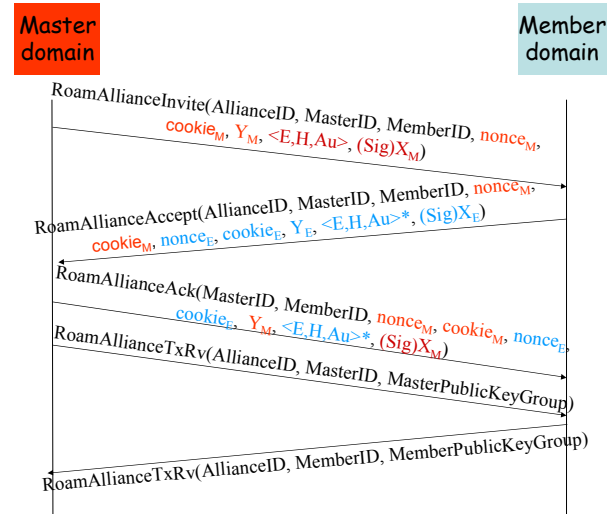 Master
domain
Member
domain
RoamAllianceInvite(AllianceID, MasterID, MemberID, nonceM,
cookieM, YM, <E,H,Au>, (Sig)XM)
RoamAllianceAccept(AllianceID, MasterID, MemberID, nonceM,
cookieM, nonceE, cookieE, YE, <E,H,Au>*, (Sig)XE)
RoamAllianceAck(MasterID, MemberID, nonceM, cookieM, nonceE,
cookieE, YM, <E,H,Au>*, (Sig)XM)
RoamAllianceTxRv(AllianceID, MasterID, MasterPublicKeyGroup)
RoamAllianceTxRv(AllianceID, MemberID, MemberPublicKeyGroup)